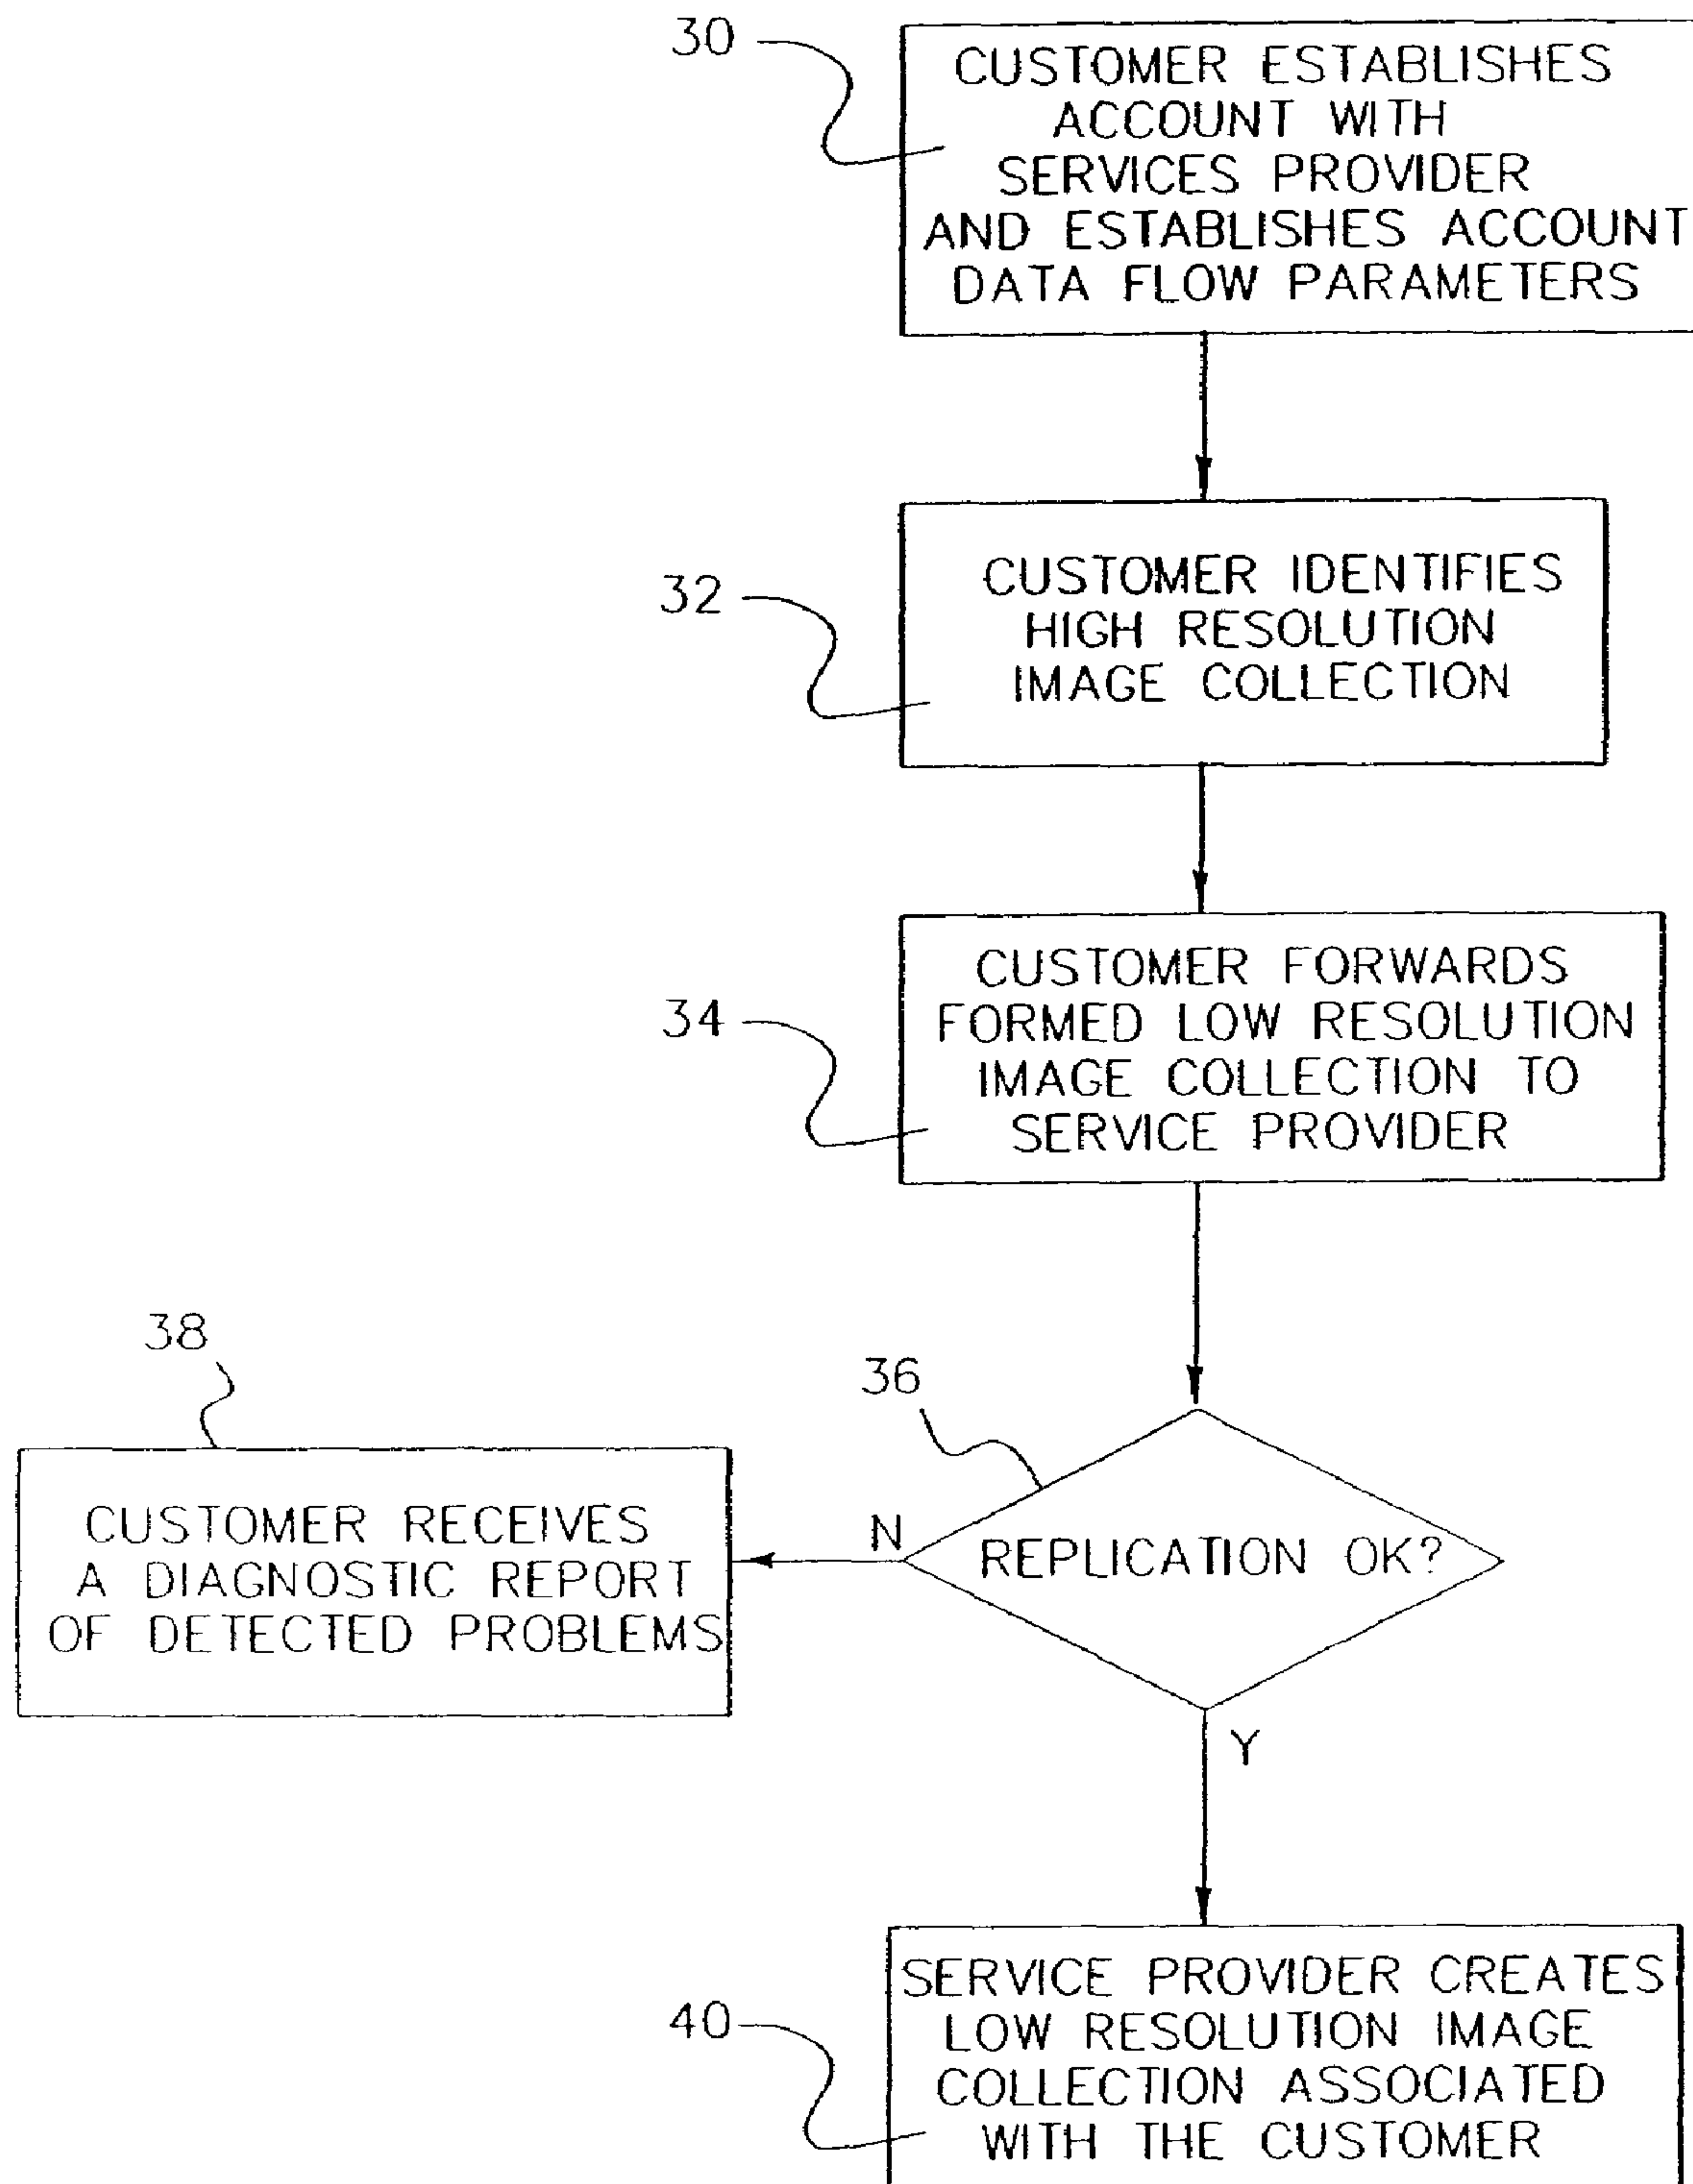 30
CUSTOMER ESTABLISHES
ACCOUNT WITH
SERVICES PROVIDER
AND ESTABLISHES ACCOUNT
DATA FLOW PARAMETERS
32
CUSTOMER IDENTIFIES
HIGH RESOLUTION
IMAGE COLLECTION
34
CUSTOMER FORWARDS
FORMED LOW RESOLUTION
IMAGE COLLECTION TO
SERVICE PROVIDER
36
REPLICATION OK?
N
38
CUSTOMER RECEIVES
A DIAGNOSTIC REPORT
OF DETECTED PROBLEMS
Y
40
SERVICE PROVIDER CREATES
LOW RESOLUTION IMAGE
COLLECTION ASSOCIATED
WITH THE CUSTOMER